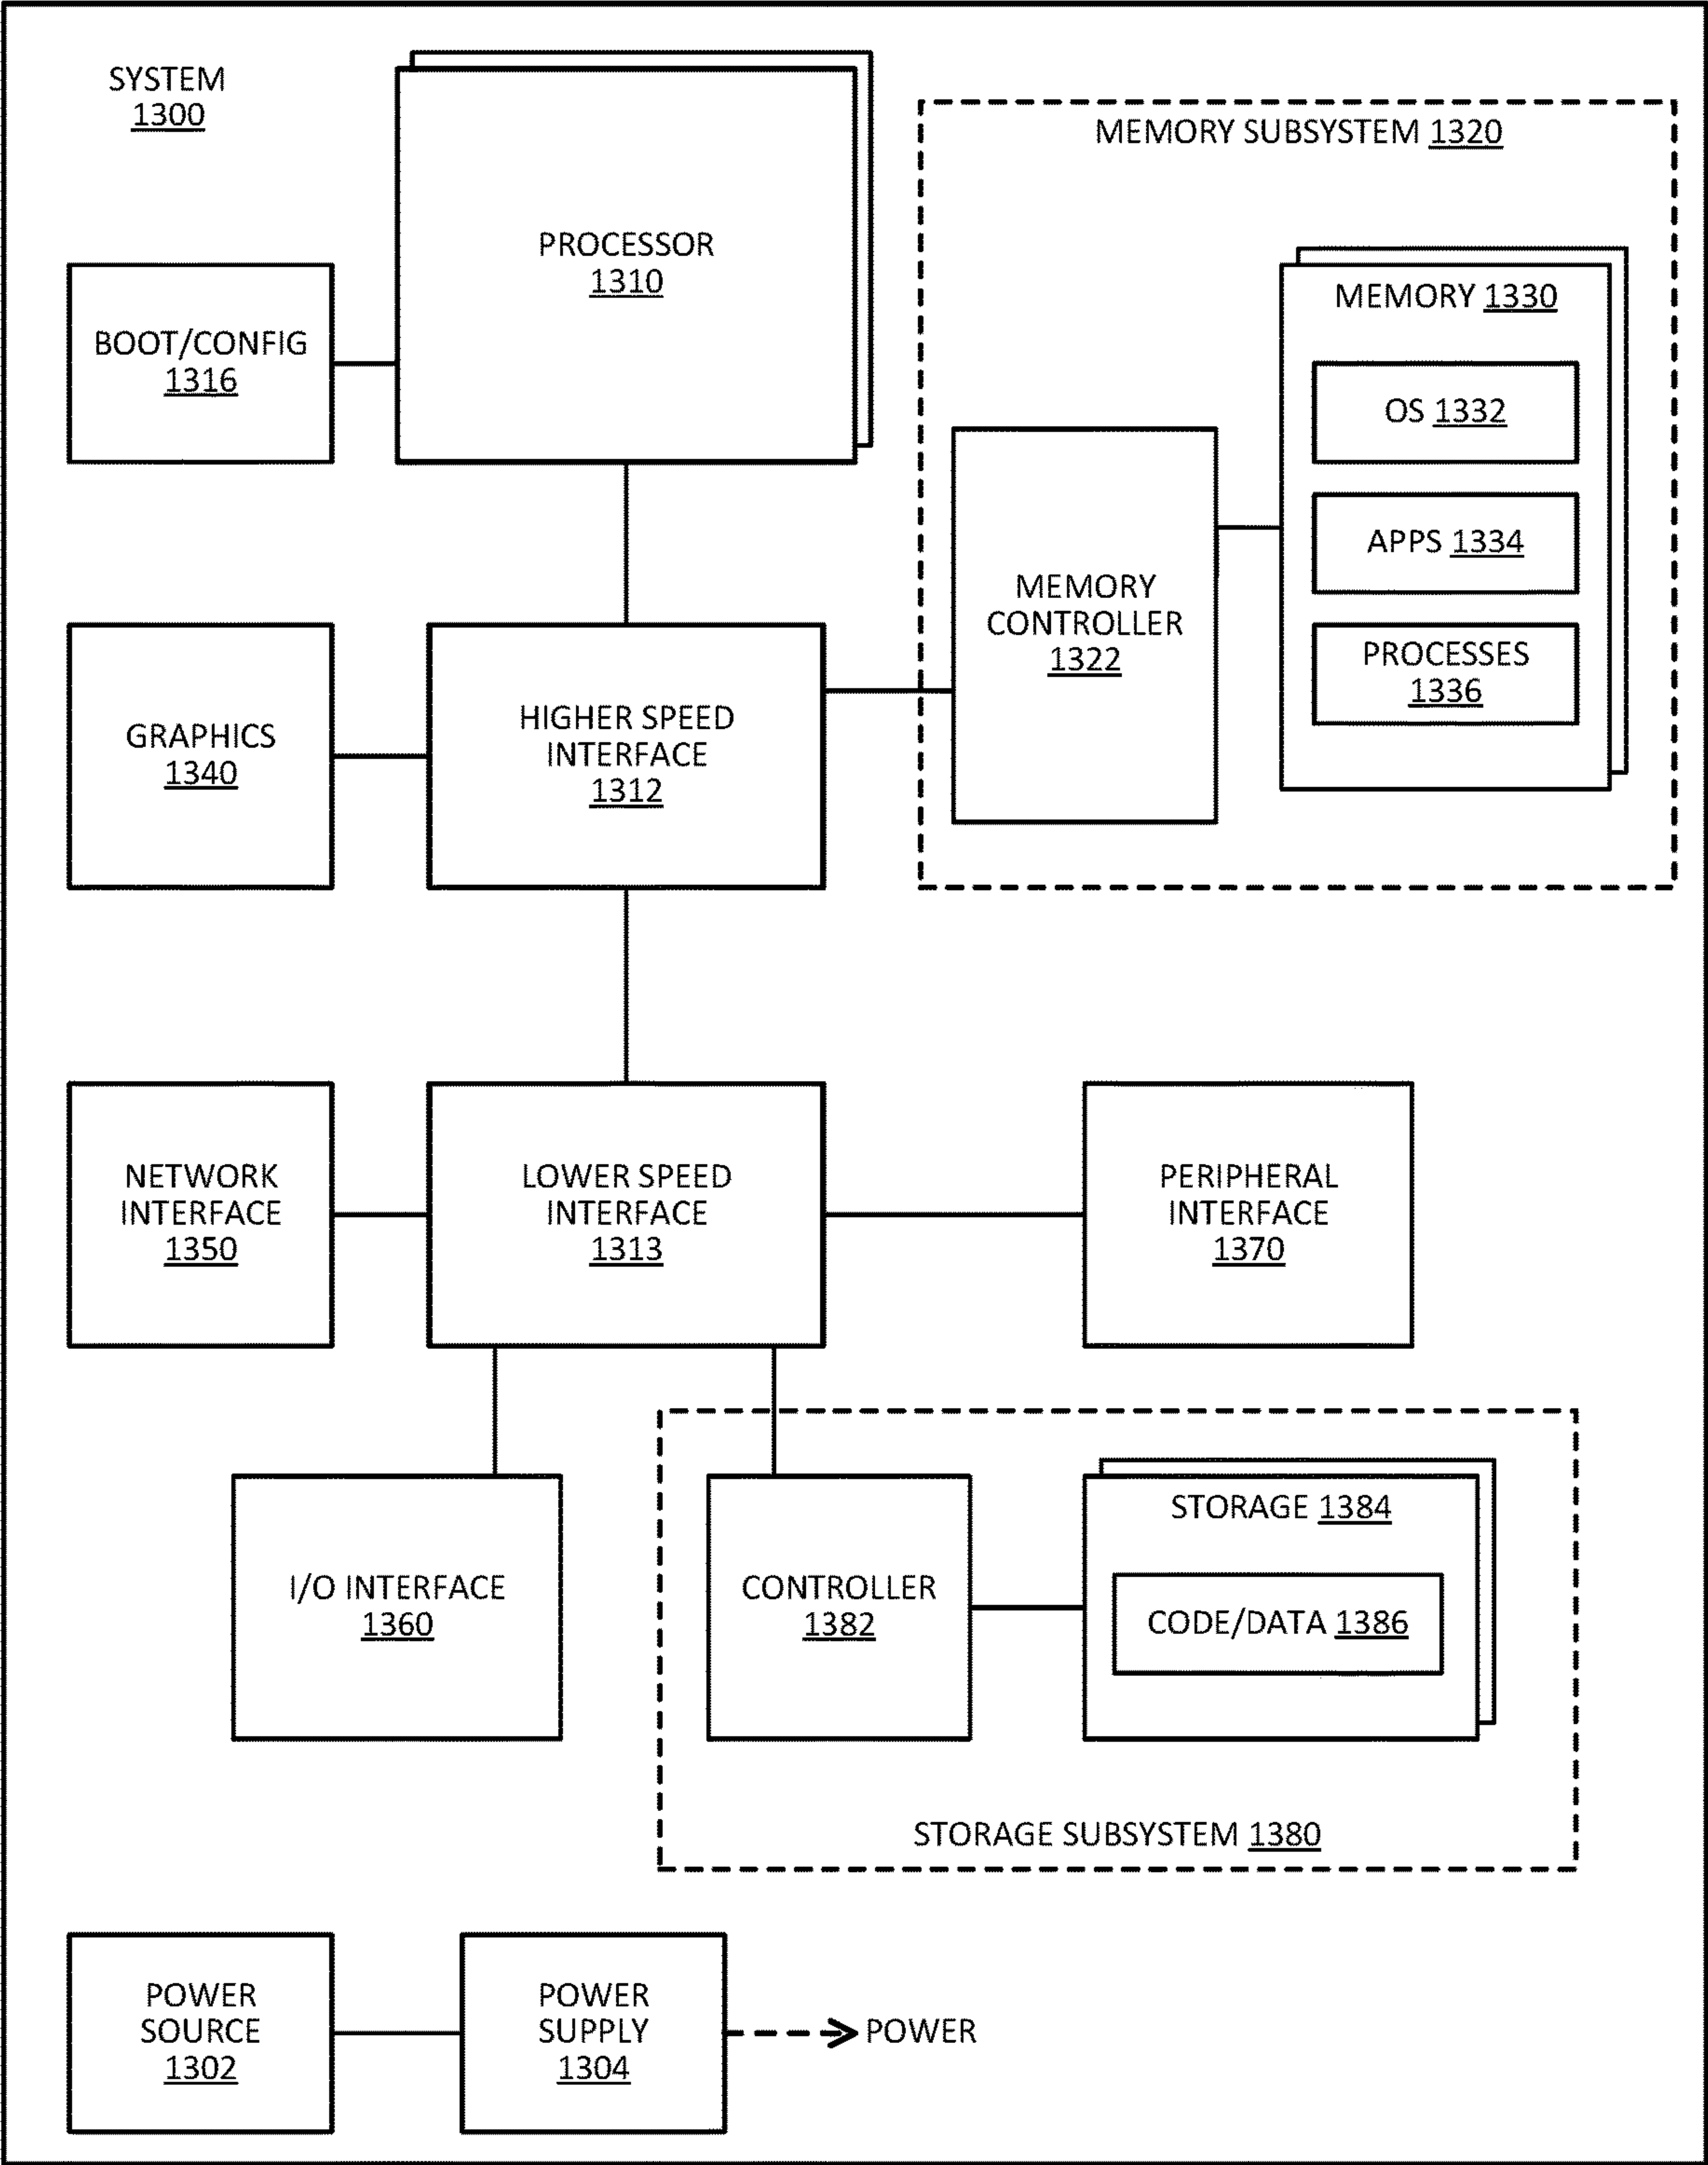 SYSTEM
1300
PROCESSOR
1310
MEMORY SUBSYSTEM 1320
BOOT/CONFIG
1316
MEMORY 1330
OS 1332
APPS 1334
PROCESSES
1336
MEMORY
CONTROLLER
1322
GRAPHICS
1340
HIGHER SPEED
INTERFACE
1312
NETWORK
INTERFACE
1350
LOWER SPEED
INTERFACE
1313
PERIPHERAL
INTERFACE
1370
I/O INTERFACE
1360
CONTROLLER
1382
STORAGE 1384
CODE/DATA 1386
STORAGE SUBSYSTEM 1380
POWER
SOURCE
1302
POWER
SUPPLY
1304
POWER